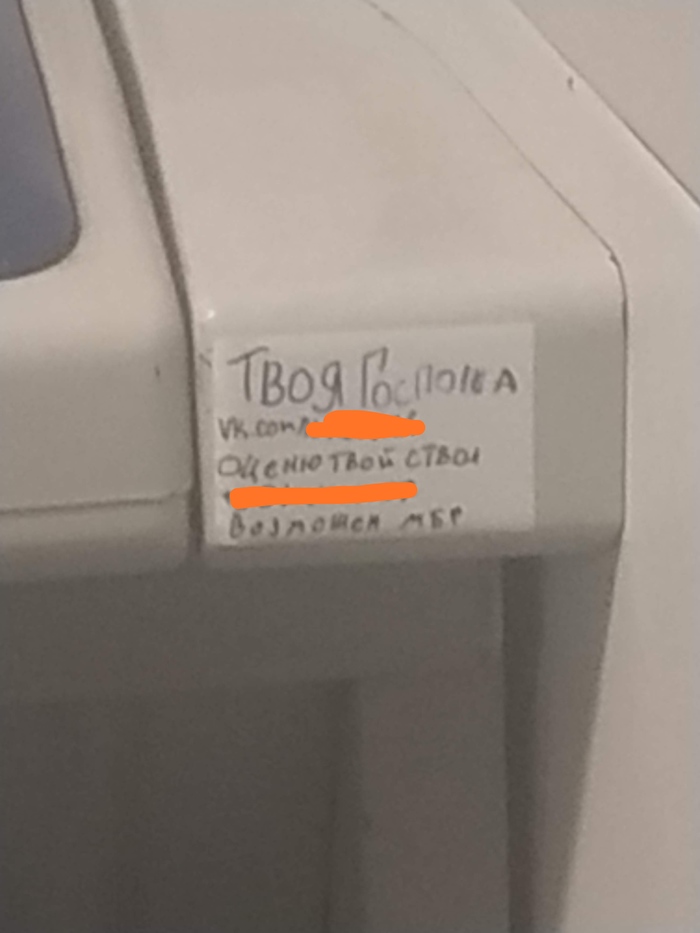 Твоя Госпожа
vk.com/
Оценю твой ствол
Возможен МБР